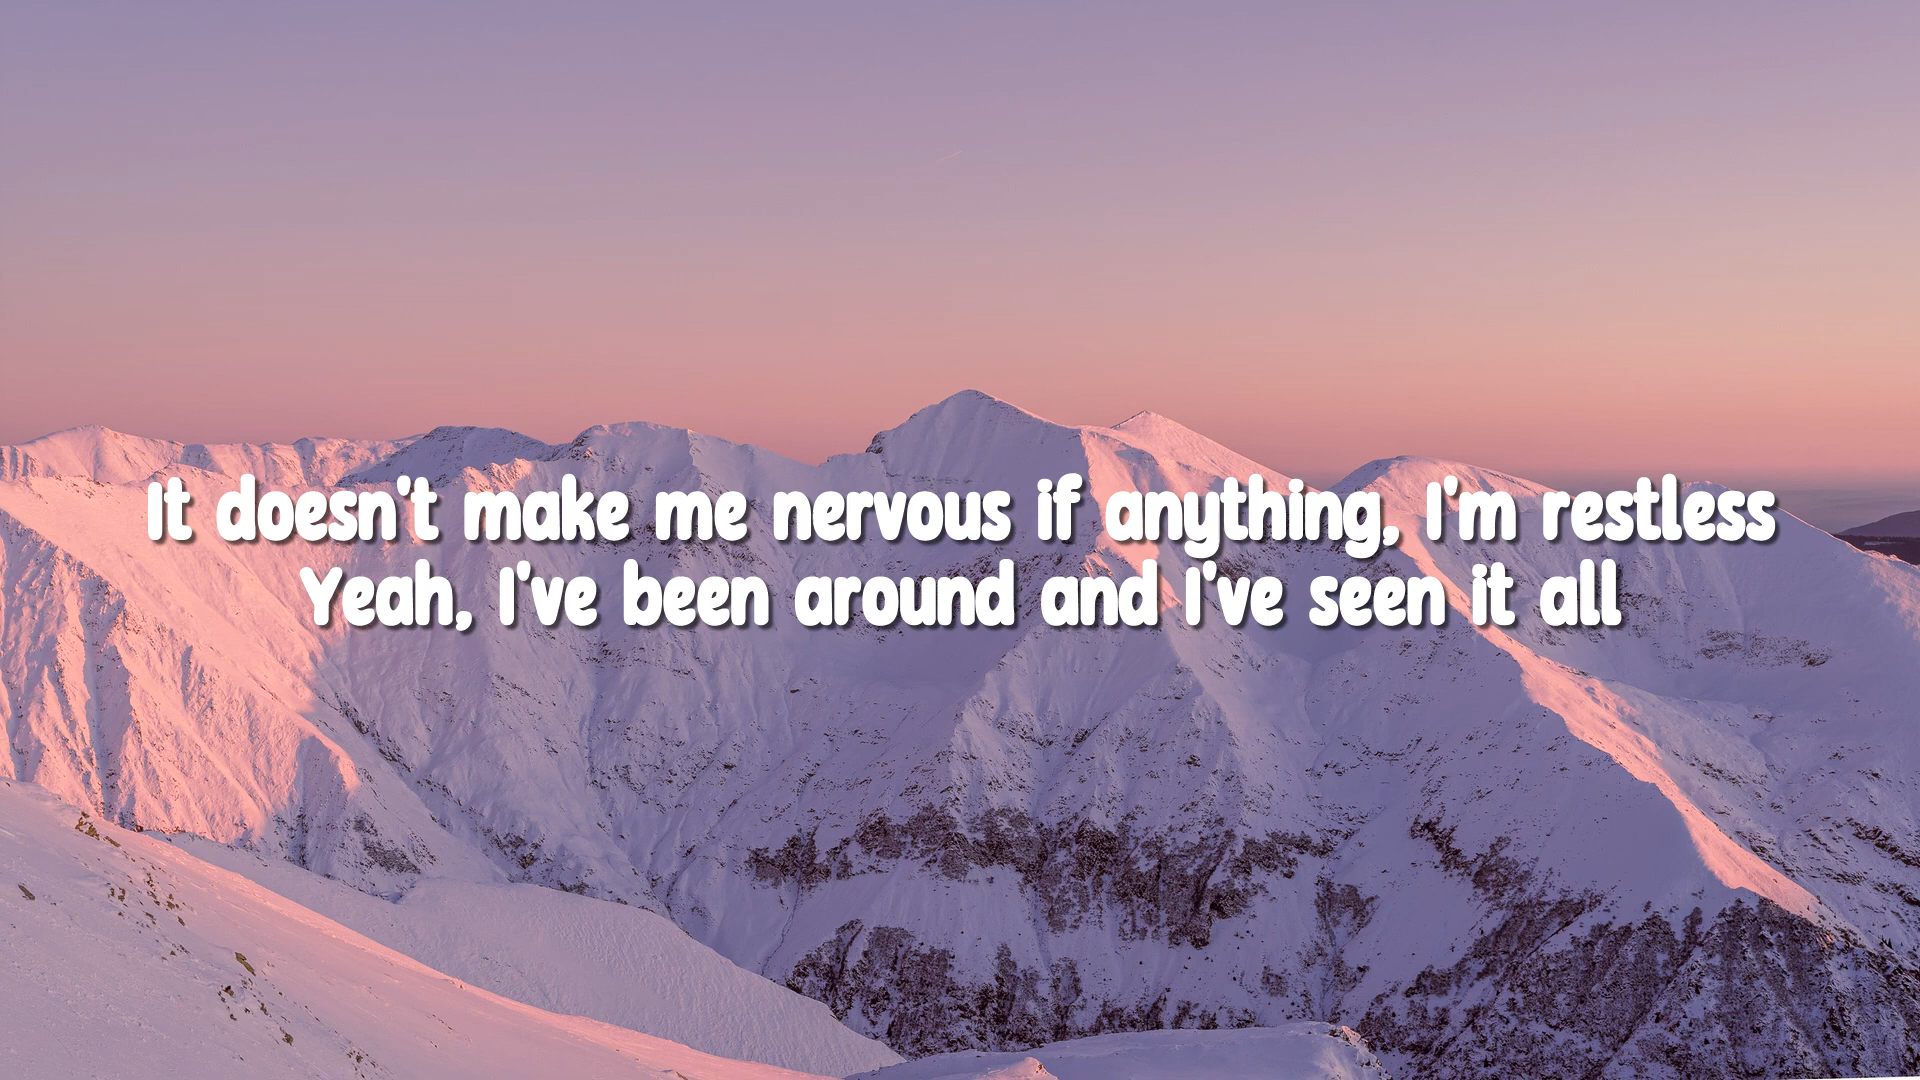 It doesn't make me nervous if anything, I'm restless
Yeah, I've been around and I've seen it all